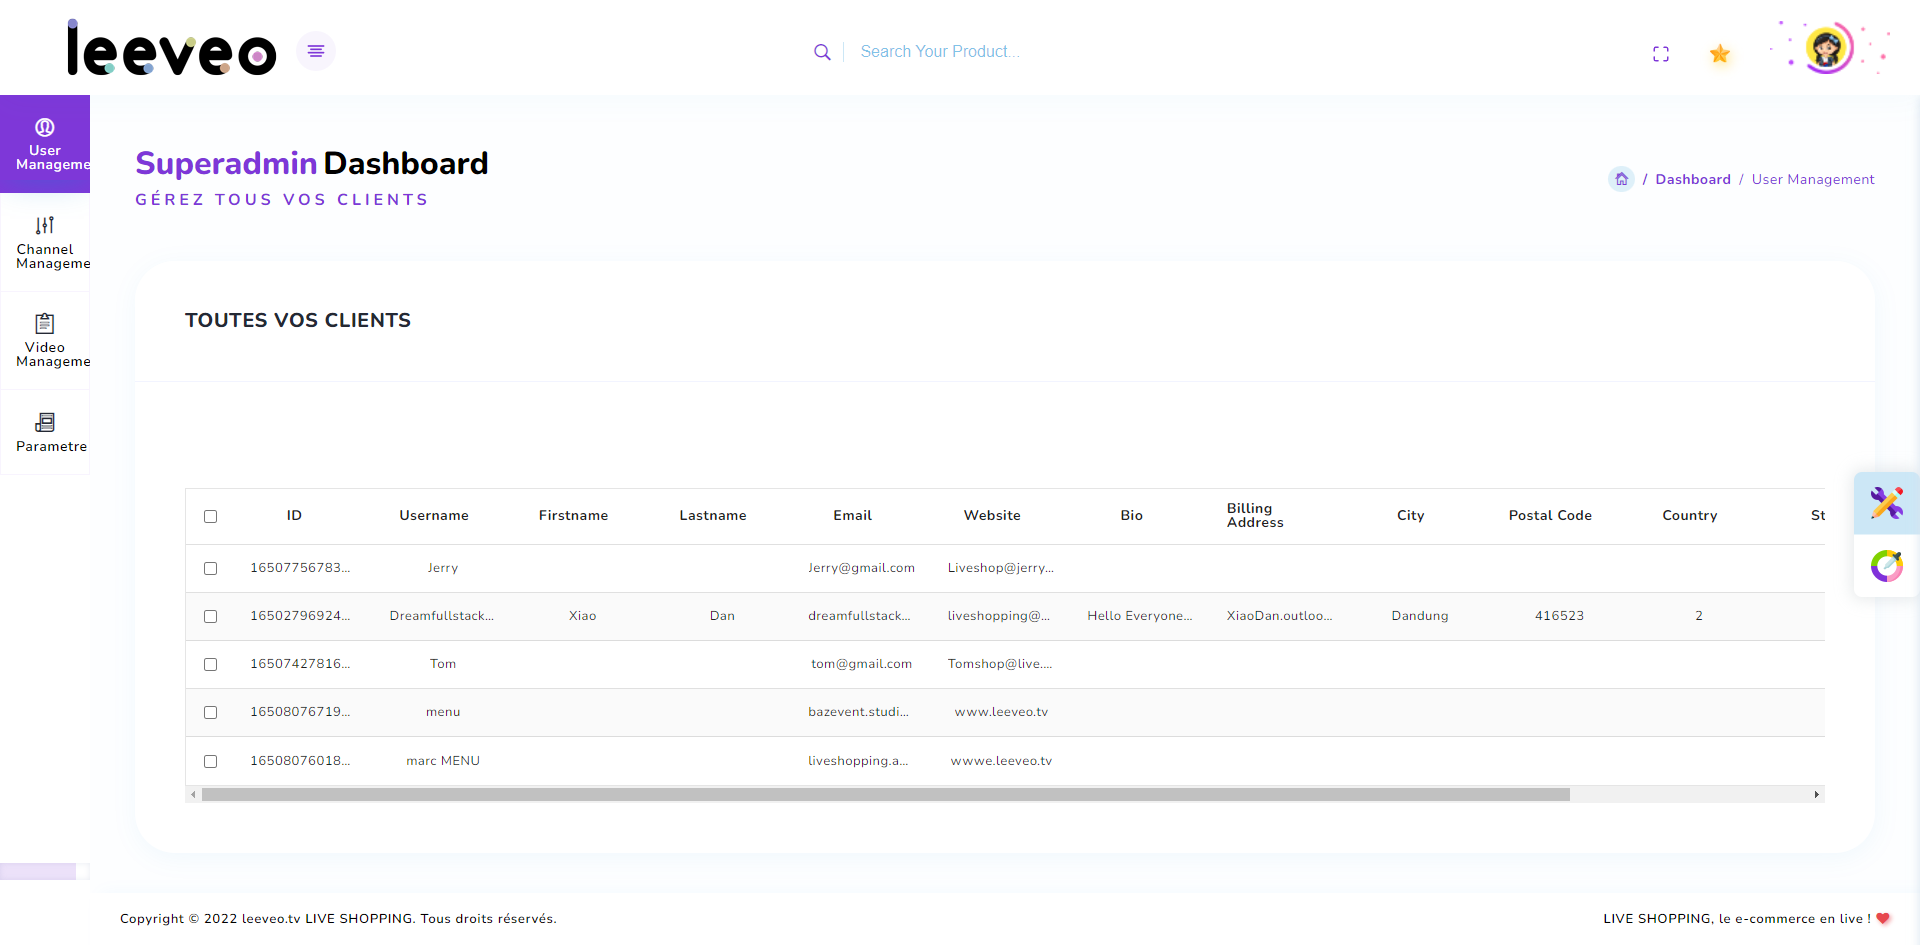 leeveo
Search Your Product...
User
Manageme
Channel
Manageme
Video
Manageme
Parametre
Superadmin Dashboard
GÉREZ TOUS VOS CLIENTS
/ Dashboard / User Management
TOUTES VOS CLIENTS
ID Username Firstname Lastname Email Website Bio Billing Address City Postal Code Country St
16507756783... Jerry Jerry@gmail.com Liveshop@jerry...
16502796924... Dreamfullstack... Xiao Dan dreamfullstack... liveshopping@... Hello Everyone... XiaoDan.outloo... Dandung 416523 2
16507427816... Tom tom@gmail.com Tomshop@live....
16508076719... menu bazevent.studi... www.leeveo.tv
16508076018... marc MENU liveshopping.a... wwwe.leeveo.tv
Copyright © 2022 leeveo.tv LIVE SHOPPING. Tous droits réservés.
LIVE SHOPPING, le e-commerce en live !